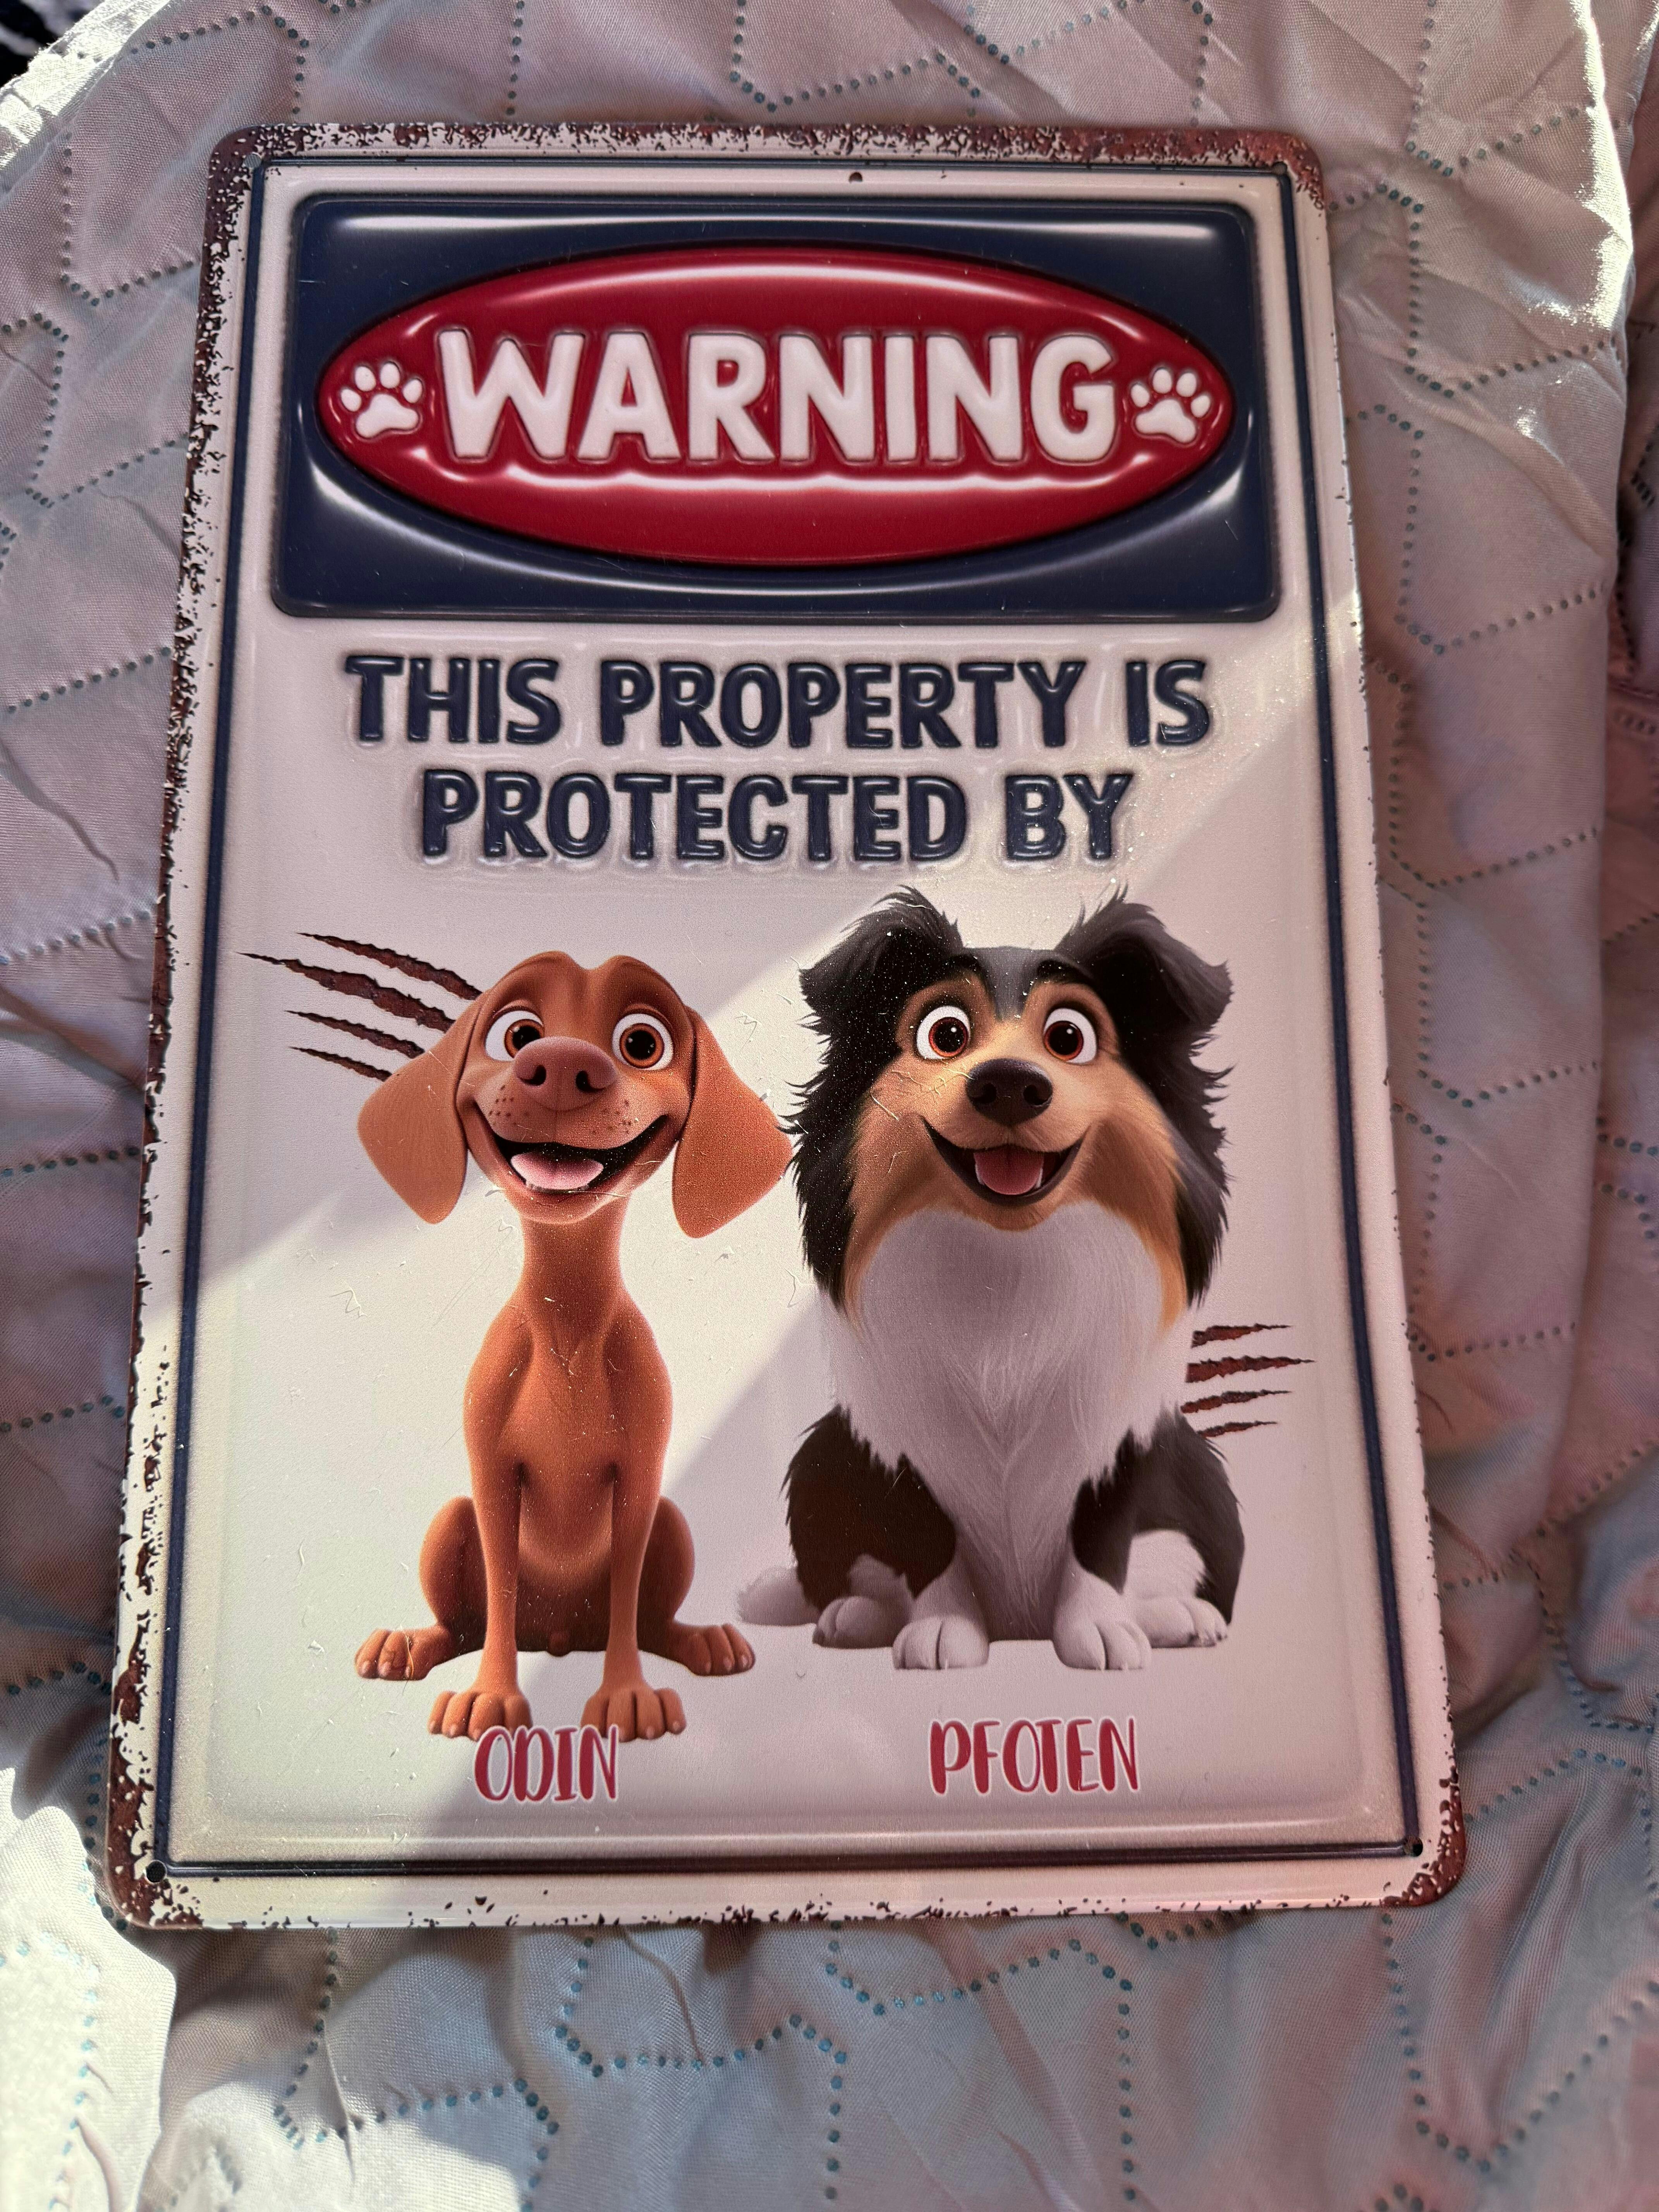 WARNING
THIS PROPERTY IS
PROTECTED BY
ODIN
PFOTEN